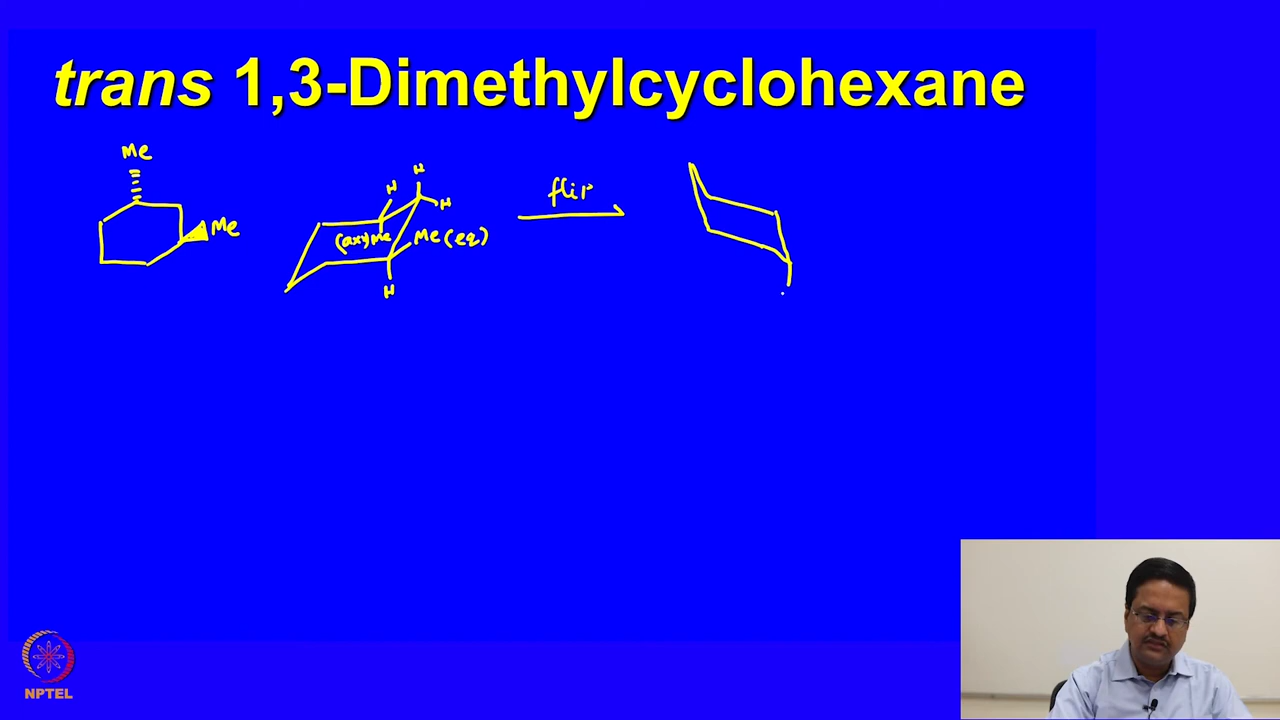 trans 1,3-Dimethylcyclohexane
Me
Me
H
H
H
(ax) Me
Me (eq)
H
flip
NPTEL